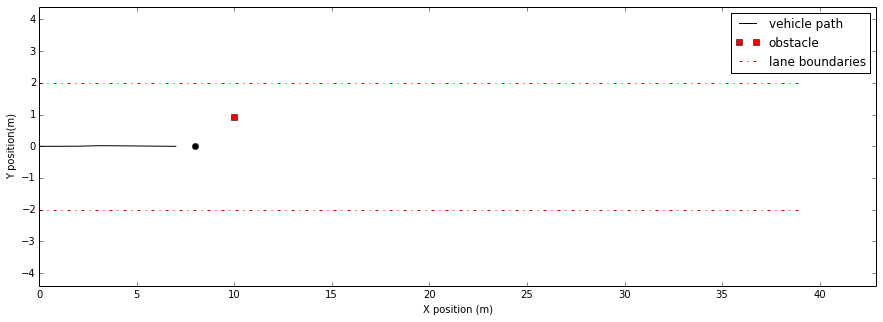 vehicle path
obstacle
lane boundaries
4
3
2
1
0
−1
−2
−3
−4
Y position(m)
0 5 10 15 20 25 30 35 40
X position (m)